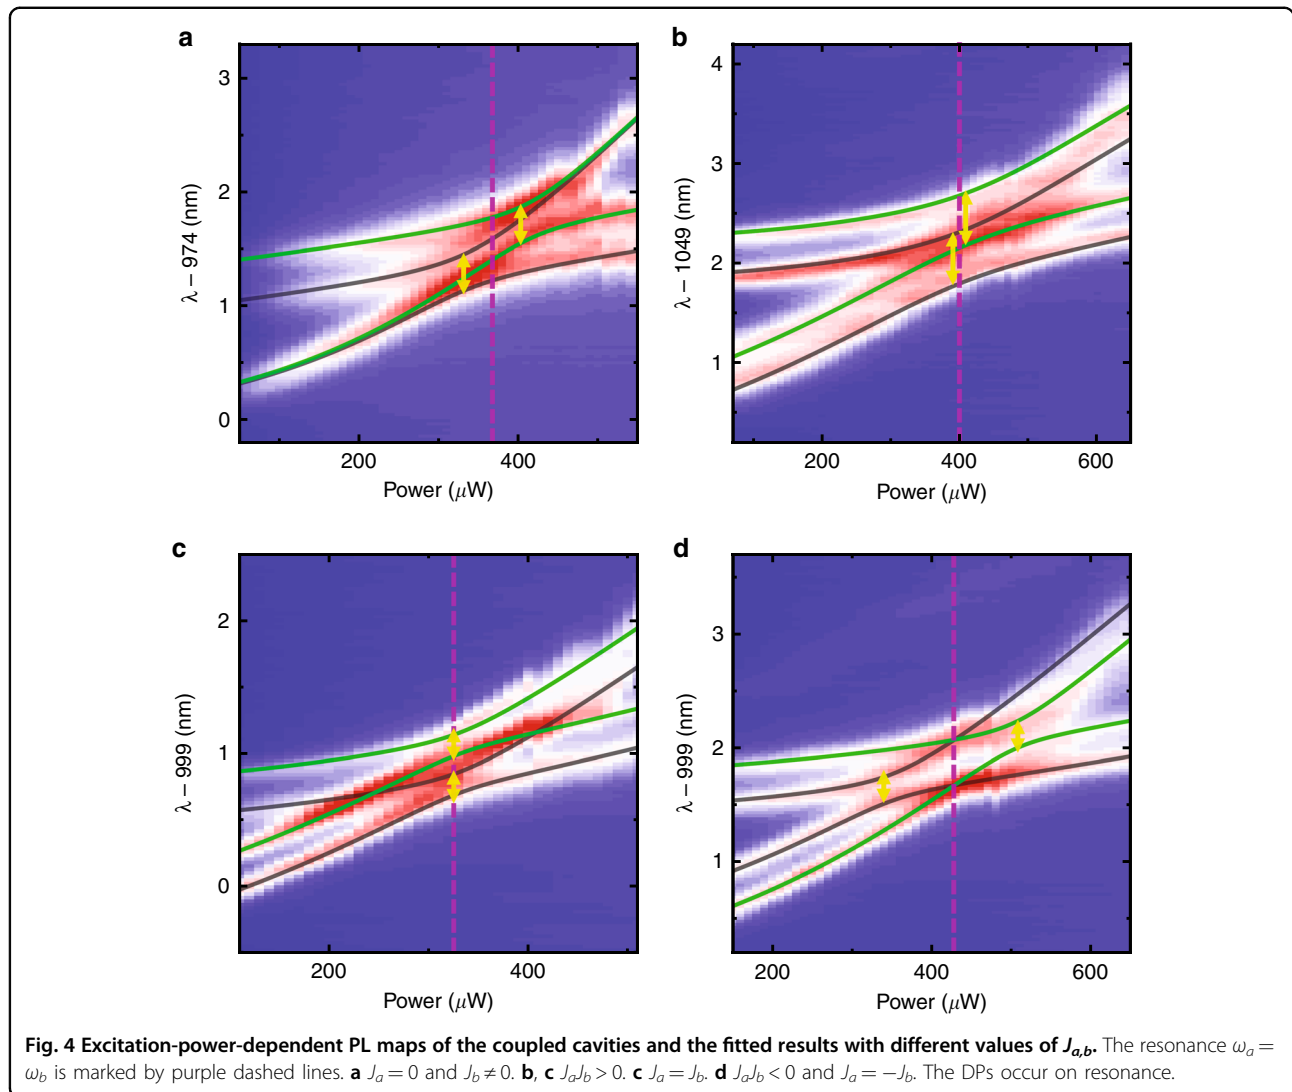 a
3
2
1
0
λ – 974 (nm)
200
400
Power (μW)
b
4
3
2
1
λ – 1049 (nm)
200
400
600
Power (μW)
c
2
1
0
λ – 999 (nm)
200
400
Power (μW)
d
3
2
1
λ – 999 (nm)
200
400
600
Power (μW)
Fig. 4 Excitation-power-dependent PL maps of the coupled cavities and the fitted results with different values of J_{a,b}. The resonance ω_a =
ω_b is marked by purple dashed lines. a J_a = 0 and J_b ≠ 0. b, c J_aJ_b > 0. c J_a = J_b. d J_aJ_b < 0 and J_a = −J_b. The DPs occur on resonance.